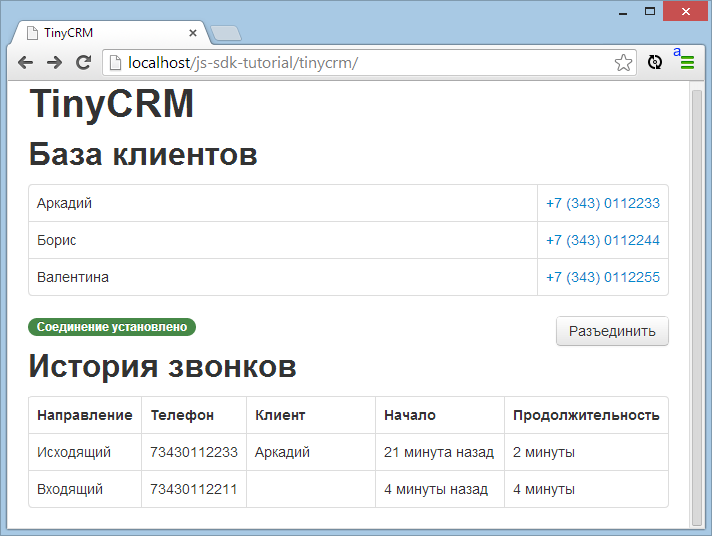 TinyCRM
localhost/js-sdk-tutorial/tinycrm/
a
TinyCRM
База клиентов
Аркадий +7 (343) 0112233
Борис +7 (343) 0112244
Валентина +7 (343) 0112255
Соединение установлено Разъединить
История звонков
Направление Телефон Клиент Начало Продолжительность
Исходящий 73430112233 Аркадий 21 минута назад 2 минуты
Входящий 73430112211 4 минуты назад 4 минуты